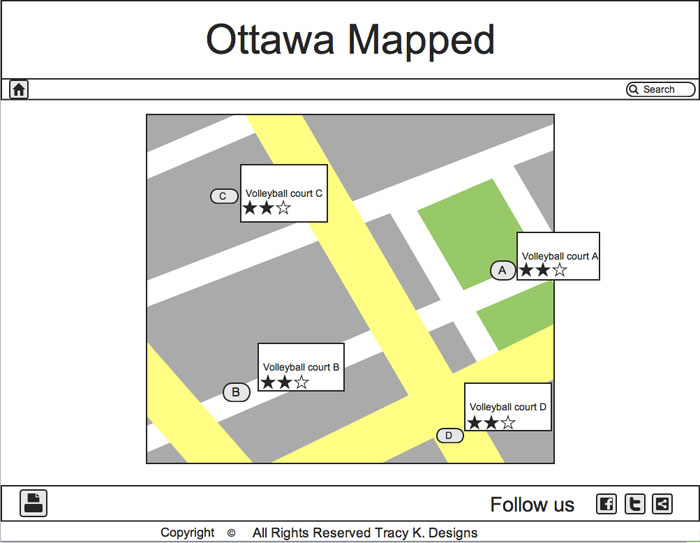 Ottawa Mapped
Search
C
Volleyball court C
Volleyball court A
A
Volleyball court B
B
Volleyball court D
D
Follow us
f t
Copyright © All Rights Reserved Tracy K. Designs